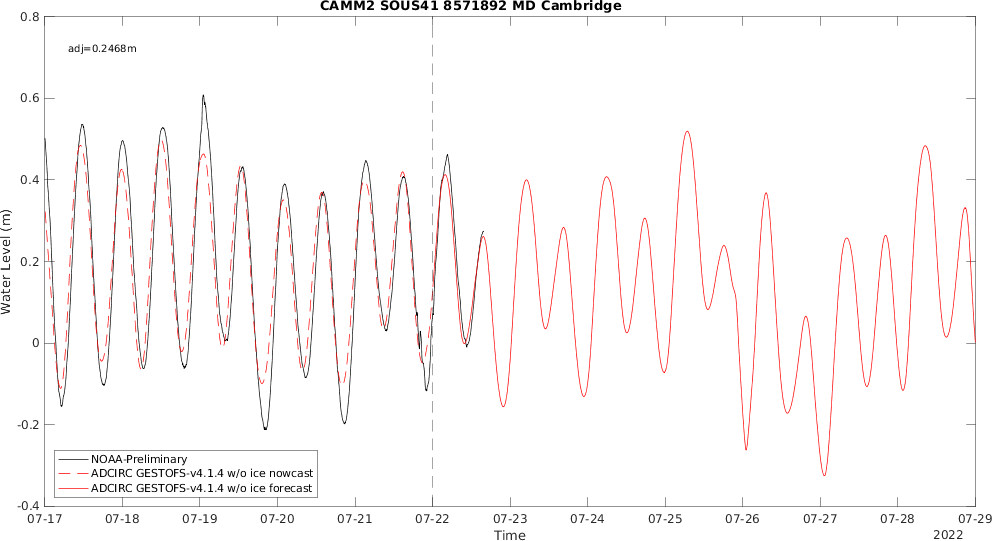 CAMM2 SOUS41 8571892 MD Cambridge
0.8
adj=0.2468m
0.6
0.4
0.2
0
-0.2
-0.4
Water Level (m)
NOAA-Preliminary
ADCIRC GESTOFS-v4.1.4 w/o ice nowcast
ADCIRC GESTOFS-v4.1.4 w/o ice forecast
07-17 07-18 07-19 07-20 07-21 07-22 07-23 07-24 07-25 07-26 07-27 07-28 07-29
Time
2022